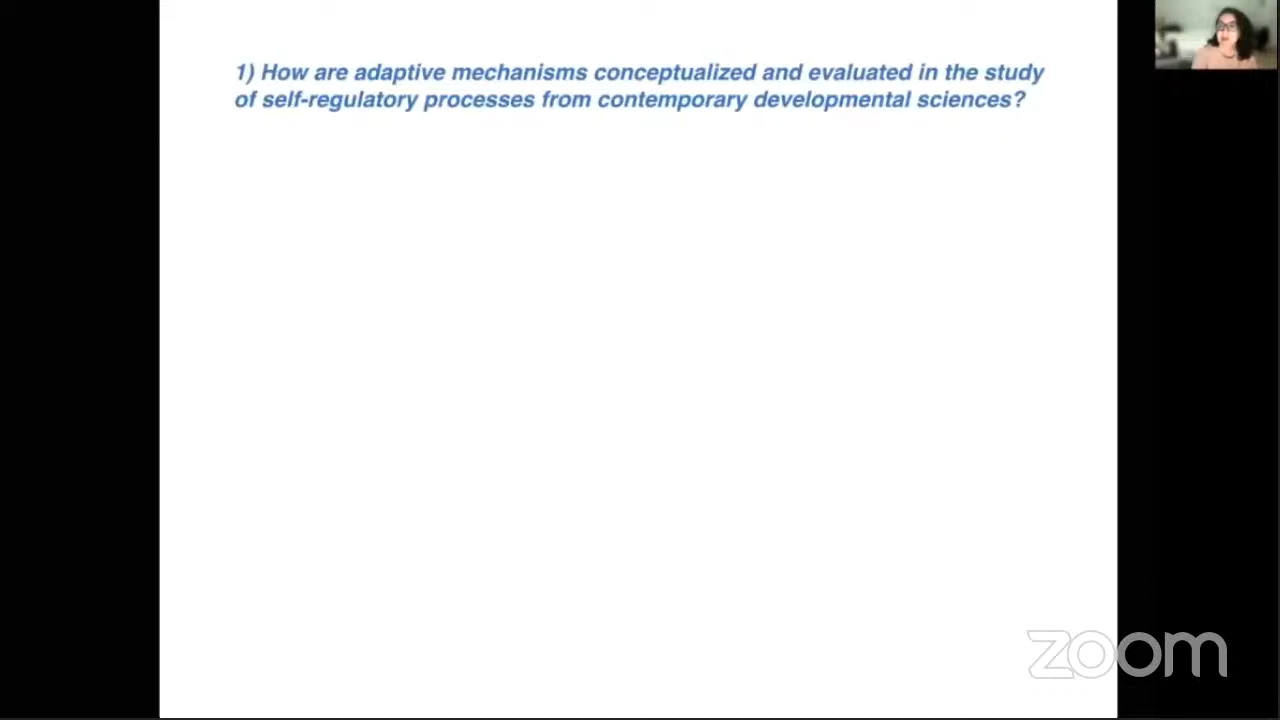 1) How are adaptive mechanisms conceptualized and evaluated in the study
of self-regulatory processes from contemporary developmental sciences?
zoom